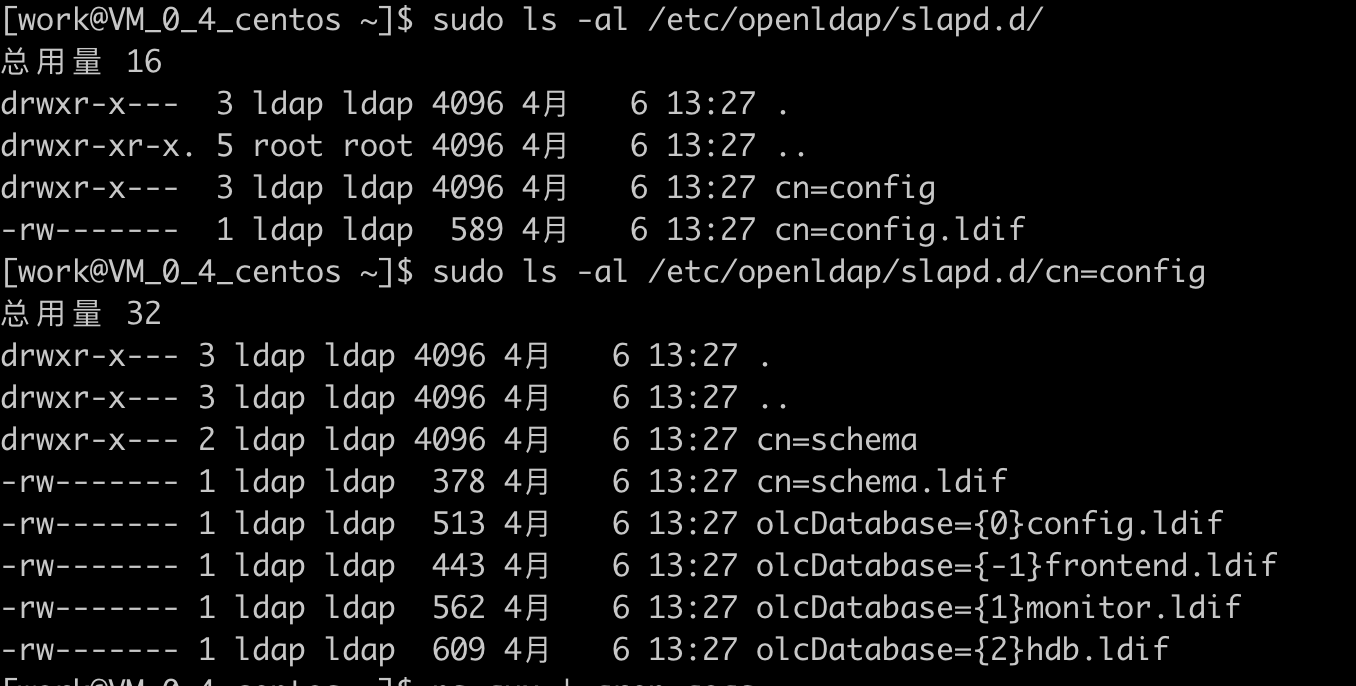 [work@VM_0_4_centos ~]$ sudo ls -al /etc/openldap/slapd.d/
总用量 16
drwxr-x---  3 ldap ldap 4096 4月   6 13:27 .
drwxr-xr-x. 5 root root 4096 4月   6 13:27 ..
drwxr-x---  3 ldap ldap 4096 4月   6 13:27 cn=config
-rw-------  1 ldap ldap  589 4月   6 13:27 cn=config.ldif
[work@VM_0_4_centos ~]$ sudo ls -al /etc/openldap/slapd.d/cn=config
总用量 32
drwxr-x--- 3 ldap ldap 4096 4月   6 13:27 .
drwxr-x--- 3 ldap ldap 4096 4月   6 13:27 ..
drwxr-x--- 2 ldap ldap 4096 4月   6 13:27 cn=schema
-rw------- 1 ldap ldap  378 4月   6 13:27 cn=schema.ldif
-rw------- 1 ldap ldap  513 4月   6 13:27 olcDatabase={0}config.ldif
-rw------- 1 ldap ldap  443 4月   6 13:27 olcDatabase={-1}frontend.ldif
-rw------- 1 ldap ldap  562 4月   6 13:27 olcDatabase={1}monitor.ldif
-rw------- 1 ldap ldap  609 4月   6 13:27 olcDatabase={2}hdb.ldif
[work@VM_0_4_centos ~]$